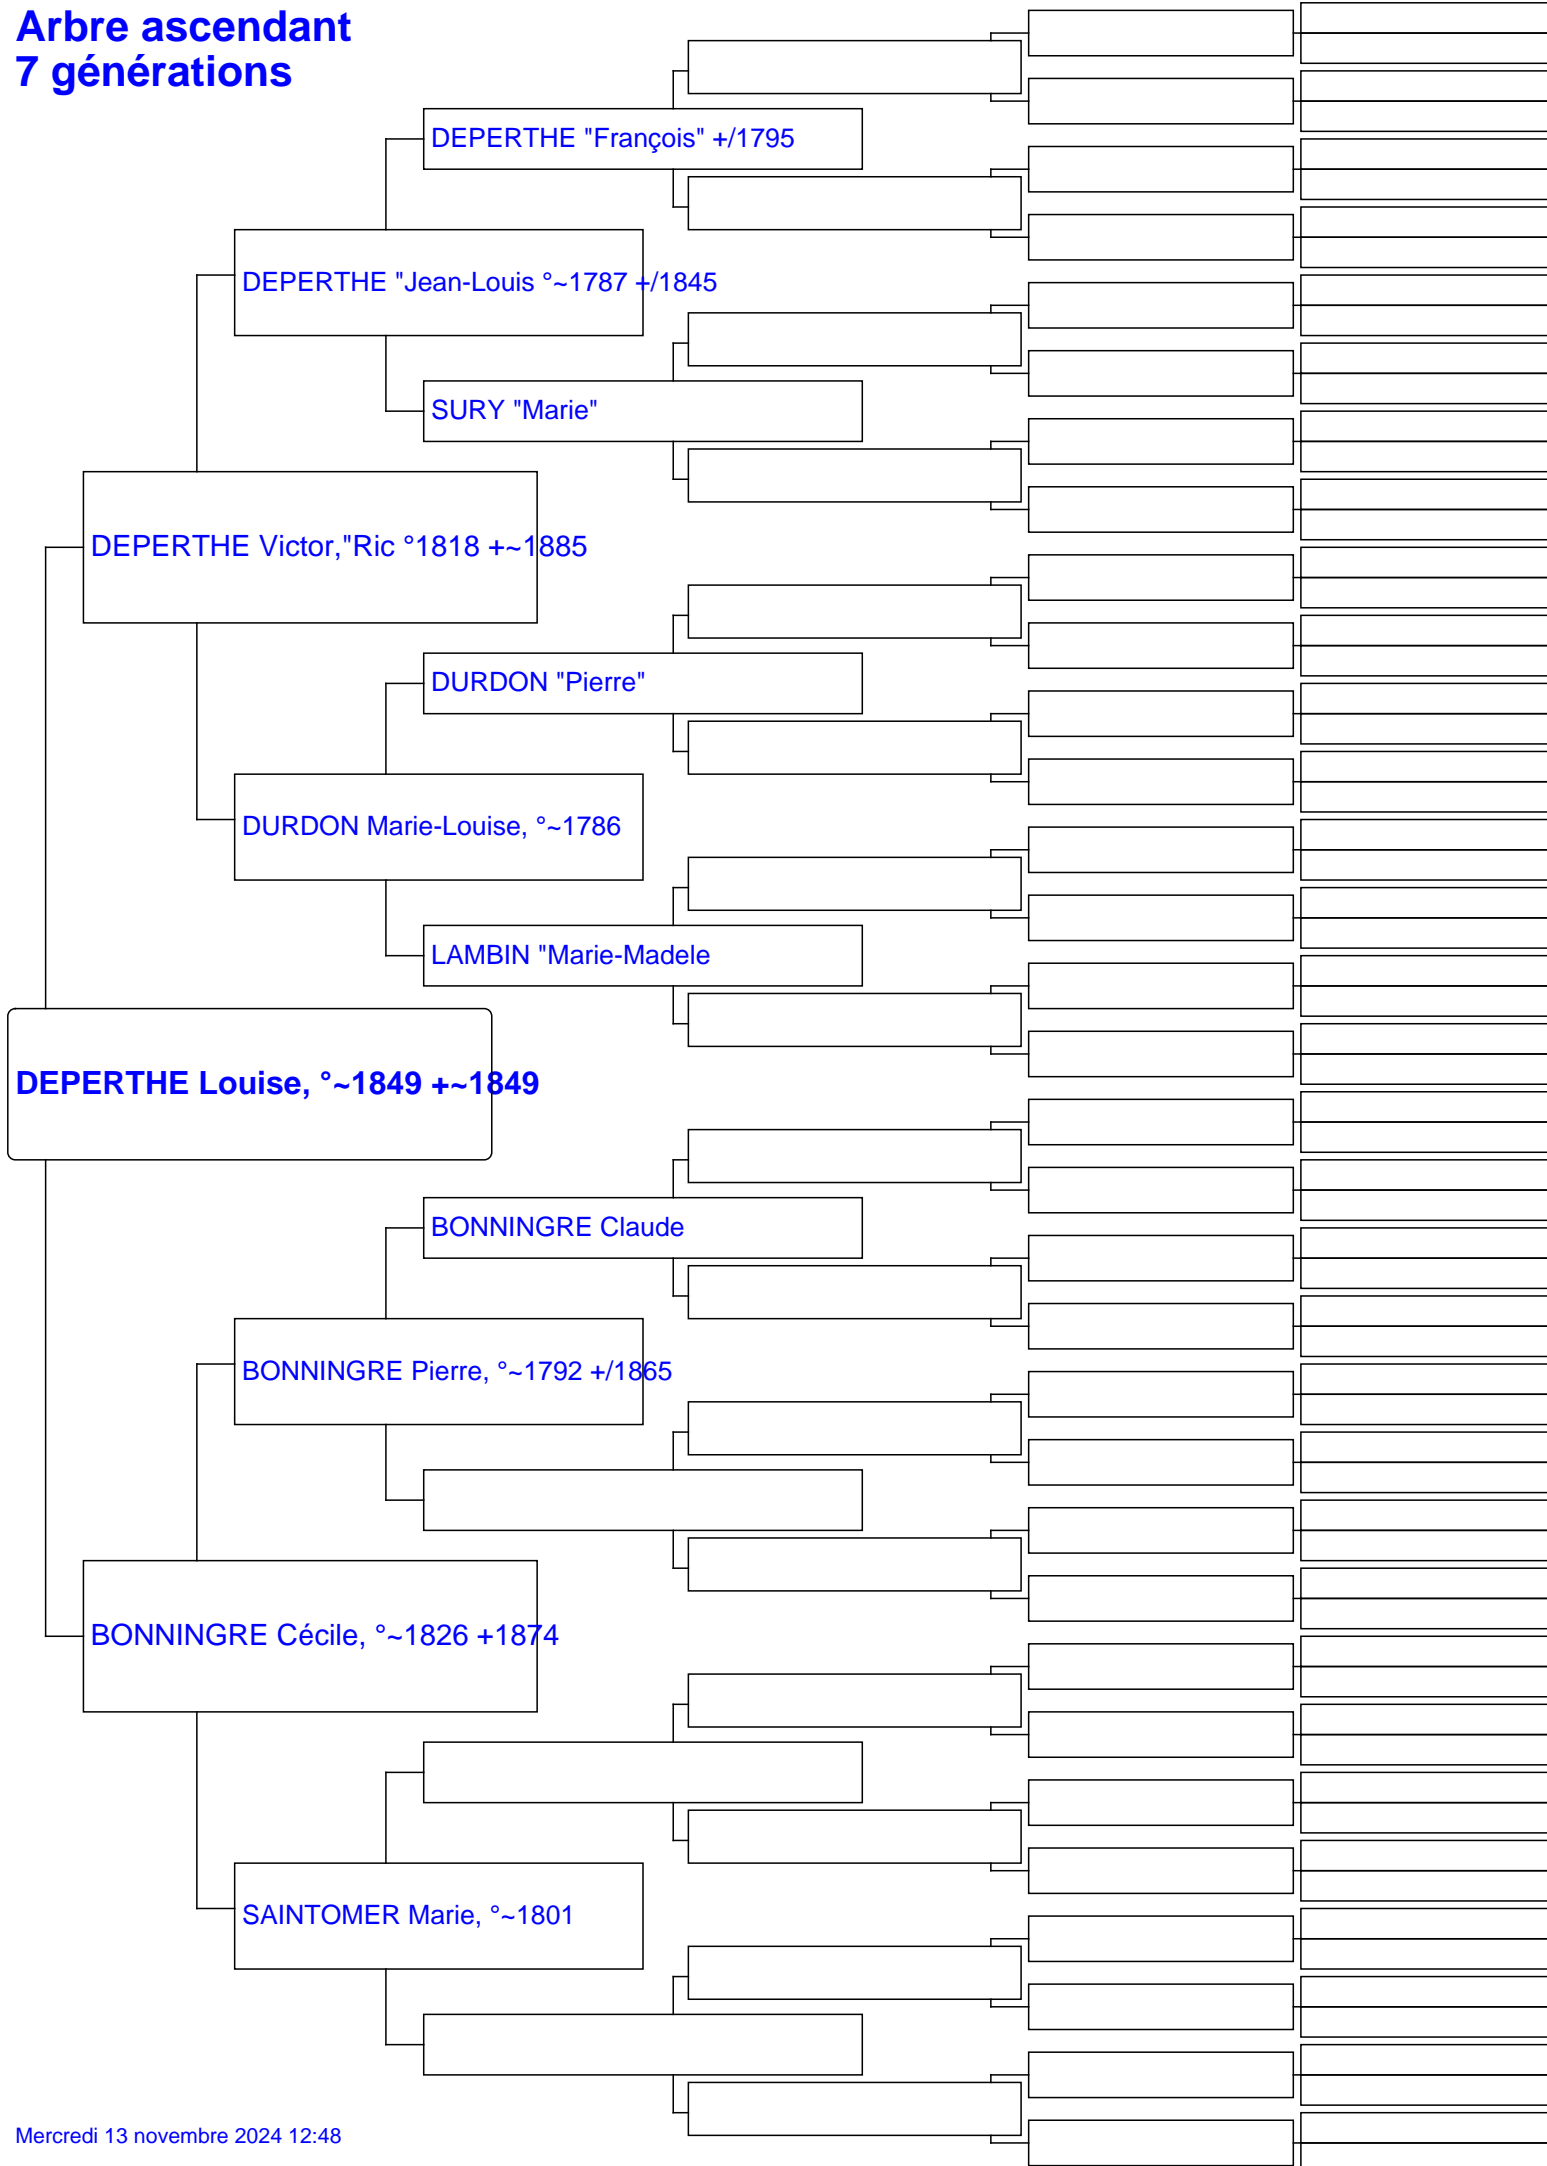 Arbre ascendant
7 générations
DEPERTHE "François" +/1795
DEPERTHE "Jean-Louis °~1787 +/1845
SURY "Marie"
DEPERTHE Victor,"Ric °1818 +~1885
DURDON "Pierre"
DURDON Marie-Louise, °~1786
LAMBIN "Marie-Madele
DEPERTHE Louise, °~1849 +~1849
BONNINGRE Claude
BONNINGRE Pierre, °~1792 +/1865
BONNINGRE Cécile, °~1826 +1874
SAINTOMER Marie, °~1801
Mercredi 13 novembre 2024 12:48